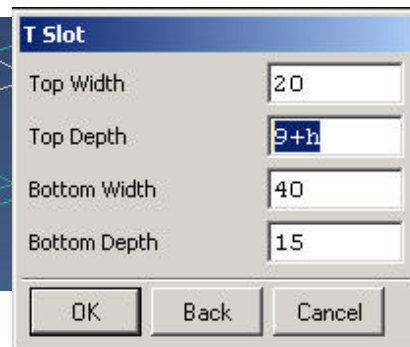 T Slot
Top Width 20
Top Depth 9+h
Bottom Width 40
Bottom Depth 15
OK Back Cancel